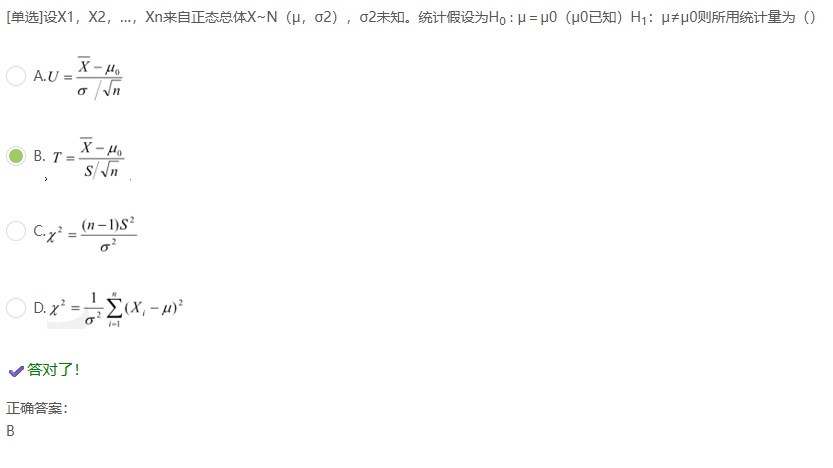 [单选]设X1，X2，...，Xn来自正态总体X~N（μ，σ2），σ2未知。统计假设为H₀ : μ = μ0（μ0已知）H₁：μ≠μ0则所用统计量为（）
A. U = (X̄ − μ₀) / (σ /√n)
B. T = (X̄ − μ₀) / (S/√n)
,
C. χ² = (n−1)S² / σ²
D. χ² = 1/σ² ∑ᵢ₌₁ⁿ (Xᵢ − μ)²
答对了!
正确答案：
B